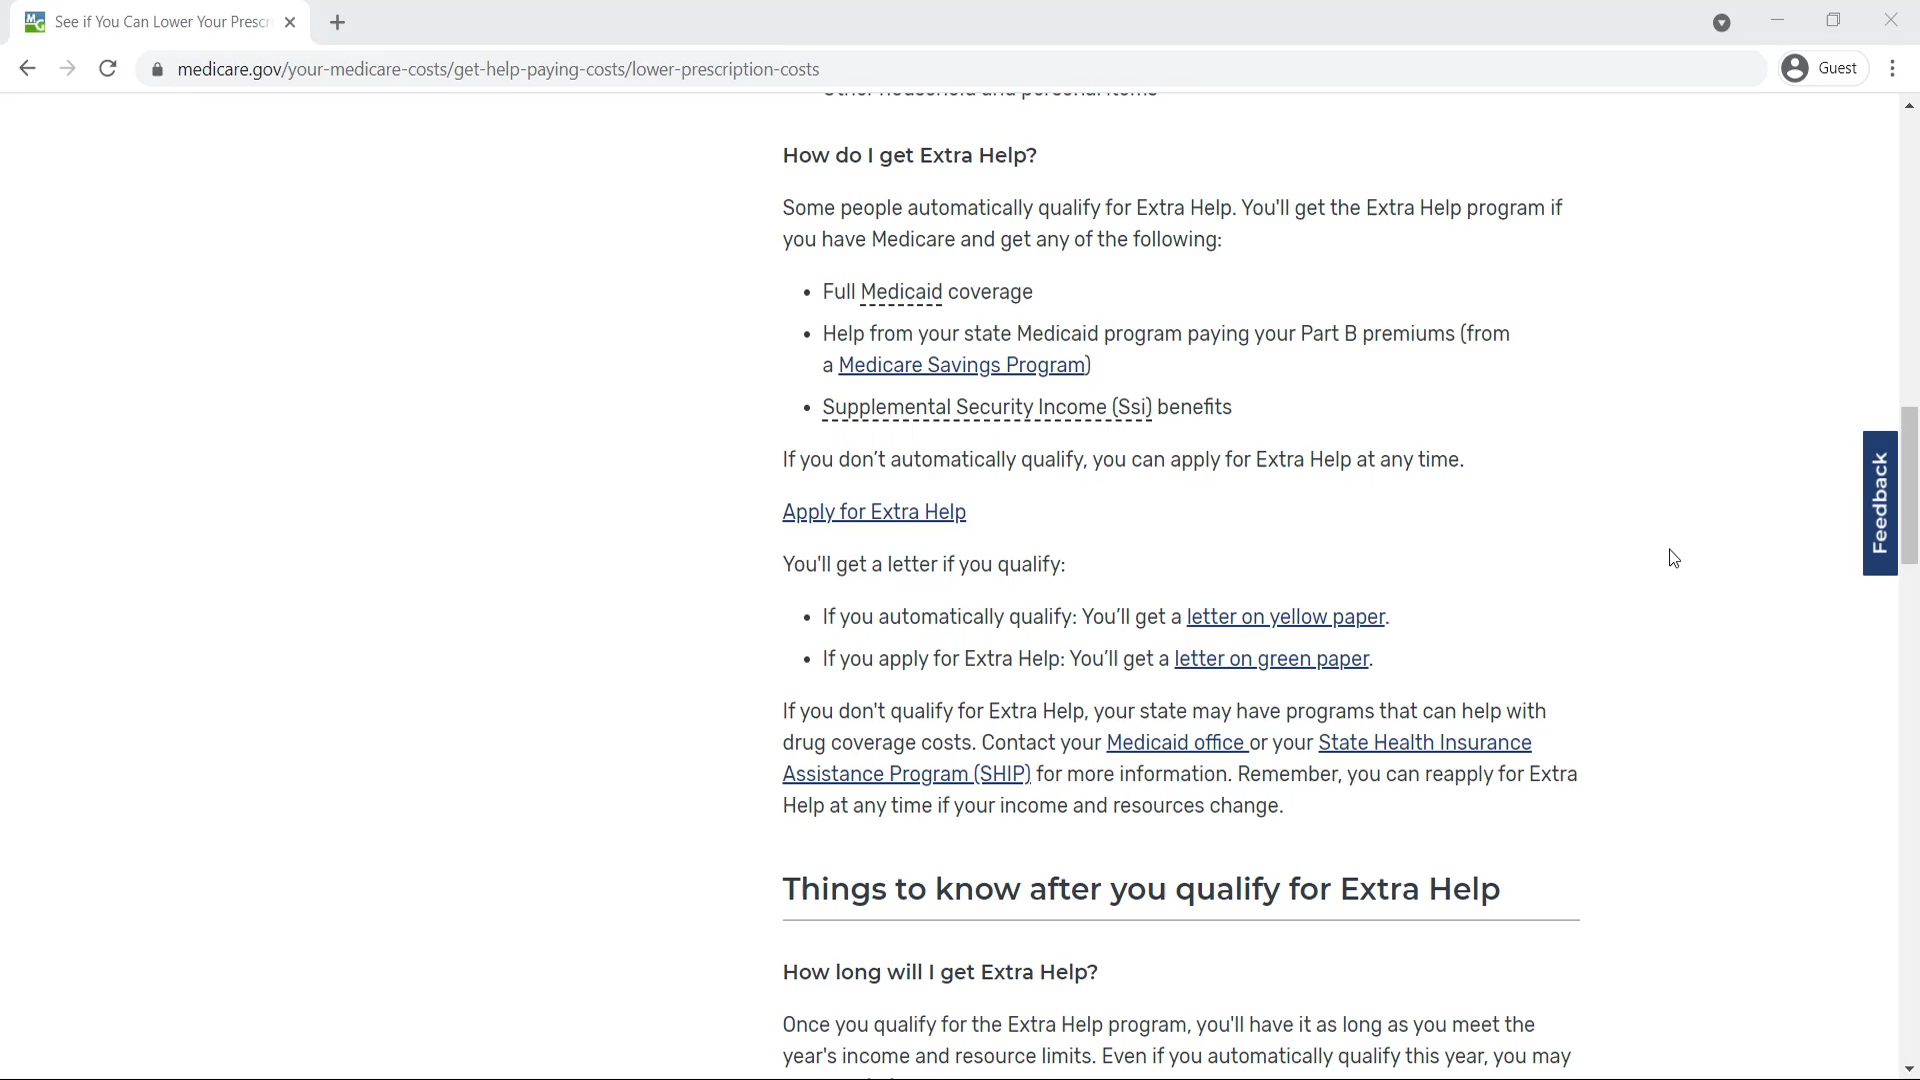 See if You Can Lower Your Prescr
medicare.gov/your-medicare-costs/get-help-paying-costs/lower-prescription-costs
Guest
Other household and personal items
How do I get Extra Help?
Some people automatically qualify for Extra Help. You'll get the Extra Help program if
you have Medicare and get any of the following:
• Full Medicaid coverage
• Help from your state Medicaid program paying your Part B premiums (from
a Medicare Savings Program)
• Supplemental Security Income (Ssi) benefits
If you don’t automatically qualify, you can apply for Extra Help at any time.
Apply for Extra Help
Feedback
You'll get a letter if you qualify:
• If you automatically qualify: You’ll get a letter on yellow paper.
• If you apply for Extra Help: You’ll get a letter on green paper.
If you don't qualify for Extra Help, your state may have programs that can help with
drug coverage costs. Contact your Medicaid office or your State Health Insurance
Assistance Program (SHIP) for more information. Remember, you can reapply for Extra
Help at any time if your income and resources change.
Things to know after you qualify for Extra Help
How long will I get Extra Help?
Once you qualify for the Extra Help program, you'll have it as long as you meet the
year's income and resource limits. Even if you automatically qualify this year, you may